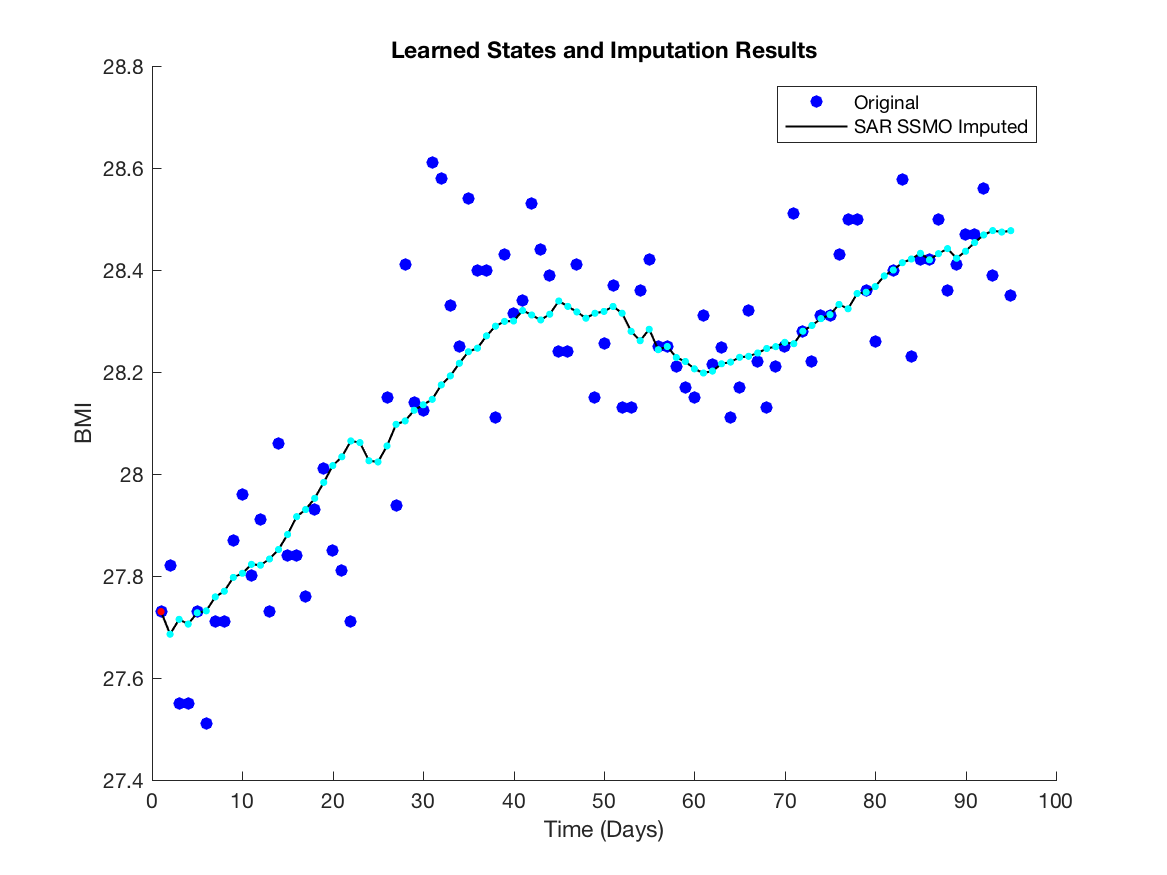 Learned States and Imputation Results
28.8
28.6
28.4
28.2
28
27.8
27.6
27.4
BMI
Original
SAR SSMO Imputed
0 10 20 30 40 50 60 70 80 90 100
Time (Days)